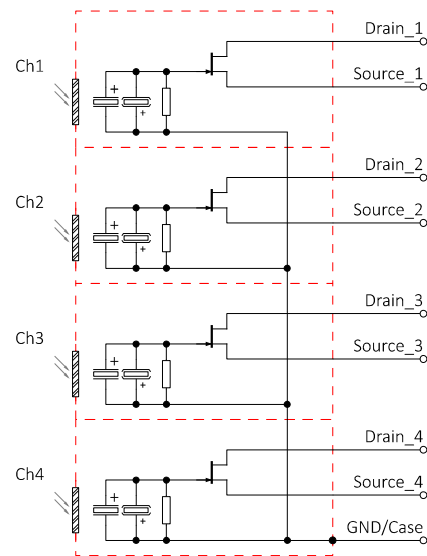 Drain_1
Ch1
Source_1
+
+
Drain_2
Ch2
Source_2
+
+
Drain_3
Ch3
Source_3
+
+
Drain_4
Ch4
Source_4
+
+
GND/Case